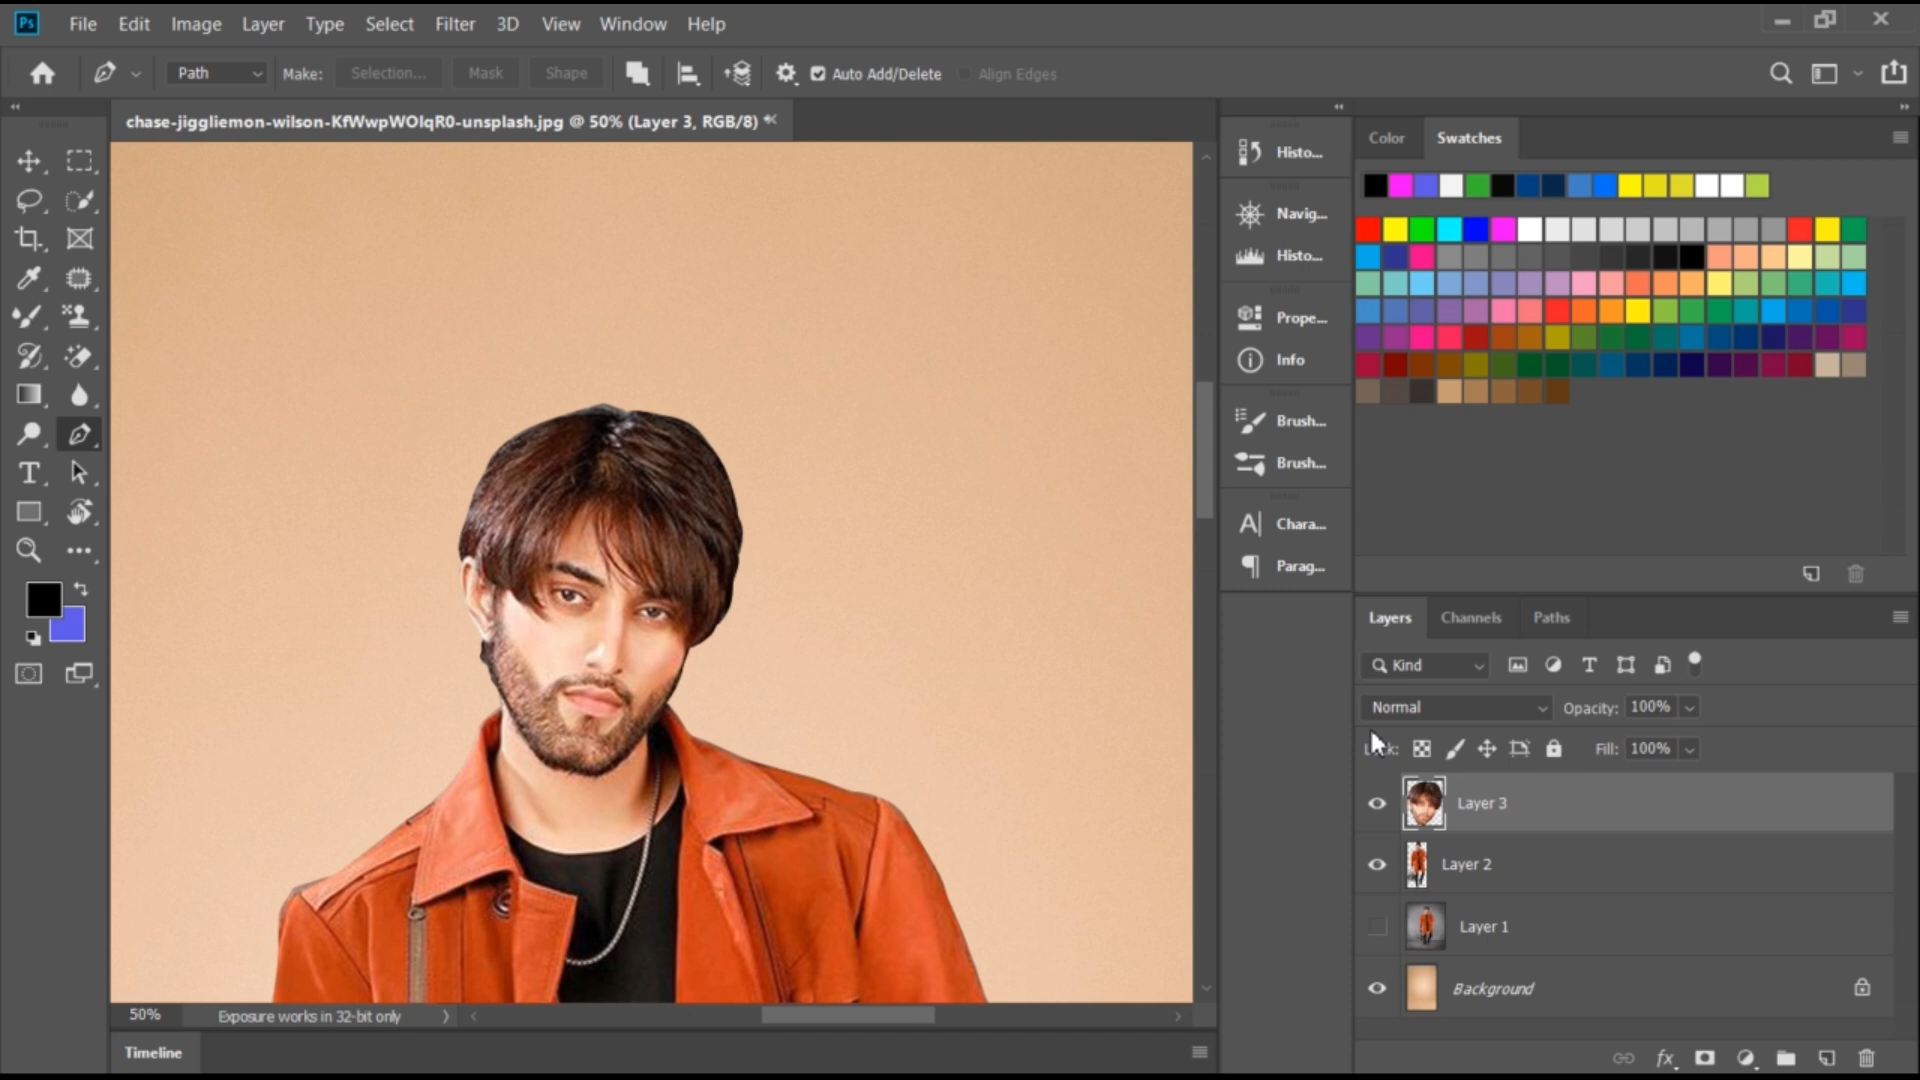 Ps File Edit Image Layer Type Select Filter 3D View Window Help
Path Make: Selection... Mask Shape Auto Add/Delete Align Edges
chase-jiggliemon-wilson-KfWwpWOlqR0-unsplash.jpg @ 50% (Layer 3, RGB/8) *
Histo...
Navig...
Histo...
Prope...
Info
Brush...
Brush...
A| Chara...
Parag...
Color Swatches
Layers Channels Paths
Kind
Normal Opacity: 100%
Fill: 100%
Layer 3
Layer 2
Layer 1
Background
fx
50% Exposure works in 32-bit only
Timeline